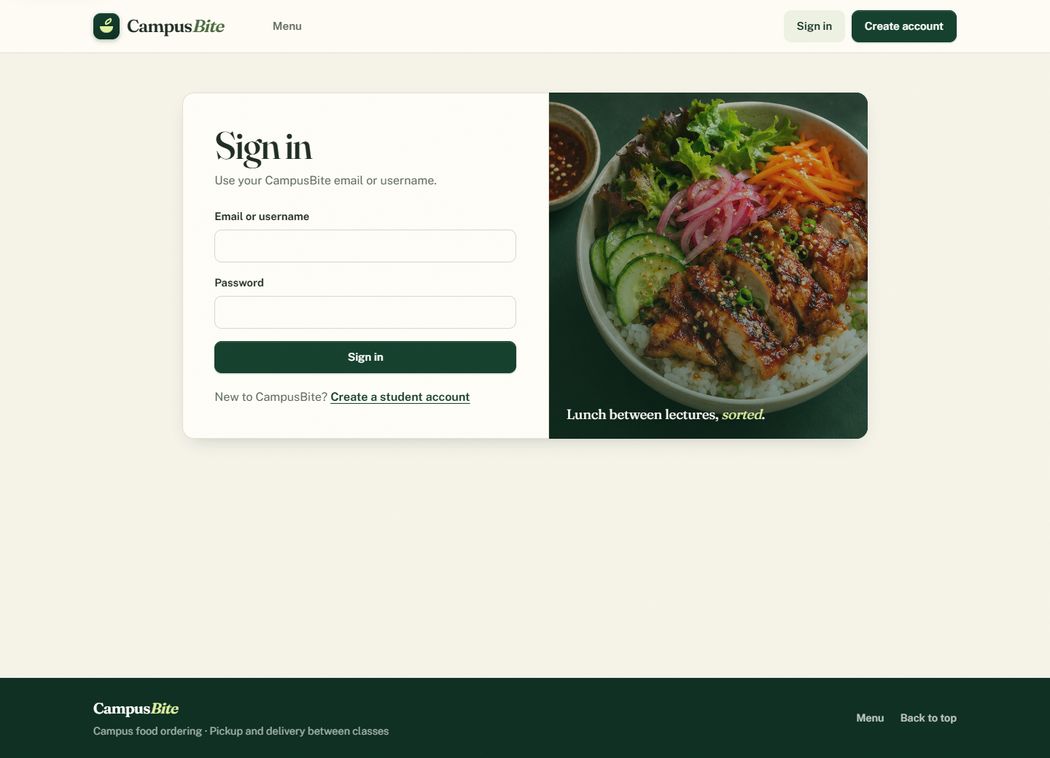 CampusBite
Menu
Sign in
Create account
Sign in
Use your CampusBite email or username.
Email or username
Password
Sign in
New to CampusBite? Create a student account
Lunch between lectures, sorted.
CampusBite
Campus food ordering · Pickup and delivery between classes
Menu
Back to top